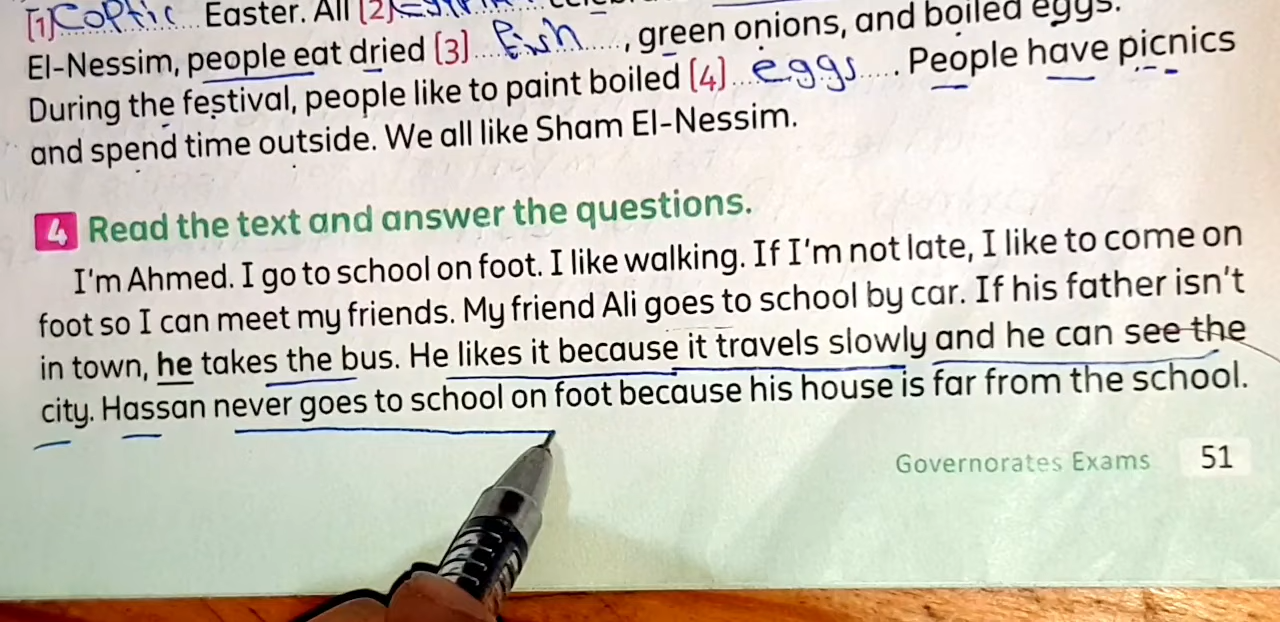 [1] Coptic Easter. All [2]
El-Nessim, people eat dried [3] fish , green onions, and boiled eggs.
During the festival, people like to paint boiled [4] eggs . People have picnics
and spend time outside. We all like Sham El-Nessim.
4 Read the text and answer the questions.
I'm Ahmed. I go to school on foot. I like walking. If I'm not late, I like to come on
foot so I can meet my friends. My friend Ali goes to school by car. If his father isn't
in town, he takes the bus. He likes it because it travels slowly and he can see the
city. Hassan never goes to school on foot because his house is far from the school.
Governorates Exams 51